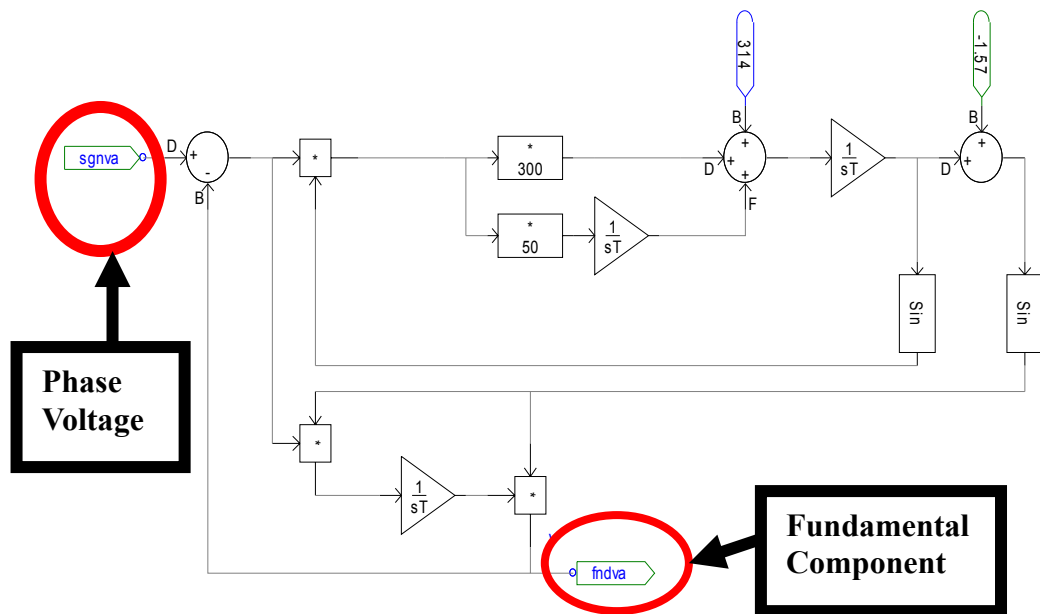 314
-1.57
B
B
sgnva
D
+
-
B
*
*
300
D
+
+
+
F
1
sT
D
+
+
*
50
1
sT
Sin
Sin
Phase
Voltage
*
1
sT
*
Fundamental
Component
fndva